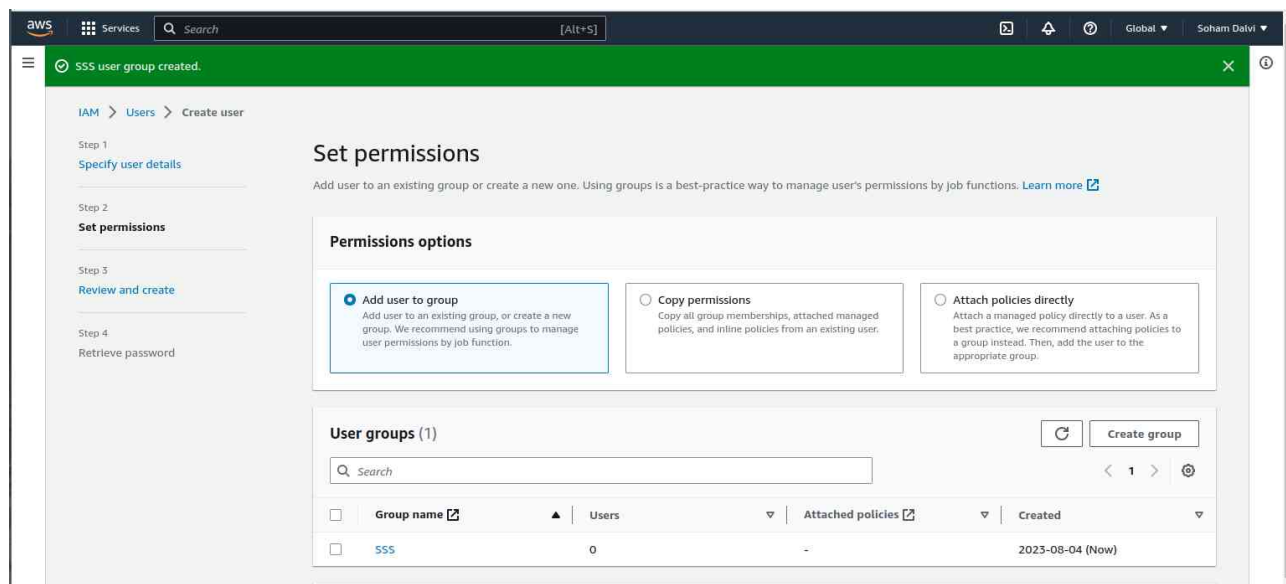 aws
Services
Search
[Alt+S]
Global
Soham Dalvi
SSS user group created.
IAM > Users > Create user
Step 1
Specify user details
Step 2
Set permissions
Step 3
Review and create
Step 4
Retrieve password
Set permissions
Add user to an existing group or create a new one. Using groups is a best-practice way to manage user's permissions by job functions. Learn more
Permissions options
Add user to group
Add user to an existing group, or create a new
group. We recommend using groups to manage
user permissions by job function.
Copy permissions
Copy all group memberships, attached managed
policies, and inline policies from an existing user.
Attach policies directly
Attach a managed policy directly to a user. As a
best practice, we recommend attaching policies to
a group instead. Then, add the user to the
appropriate group.
User groups (1)
Create group
Search
1
Group name
Users
Attached policies
Created
SSS
0
-
2023-08-04 (Now)